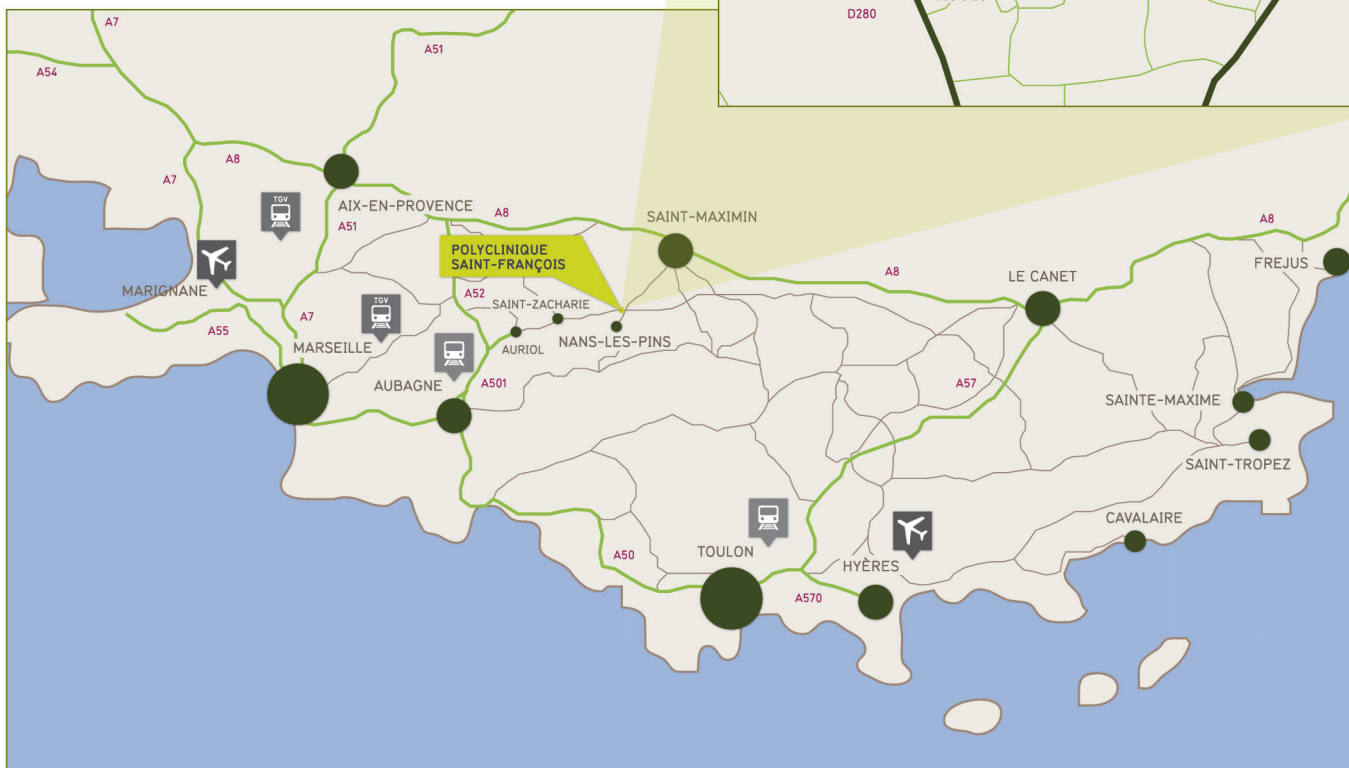 D280
A7
A51
A54
A8
A7
TGV
AIX-EN-PROVENCE
A8
SAINT-MAXIMIN
A8
A51
POLYCLINIQUE
SAINT-FRANÇOIS
FREJUS
A8
LE CANET
MARIGNANE
A52
SAINT-ZACHARIE
TGV
A7
A55
MARSEILLE
AURIOL
NANS-LES-PINS
AUBAGNE
A501
A57
SAINTE-MAXIME
SAINT-TROPEZ
CAVALAIRE
A50
TOULON
HYÈRES
A570